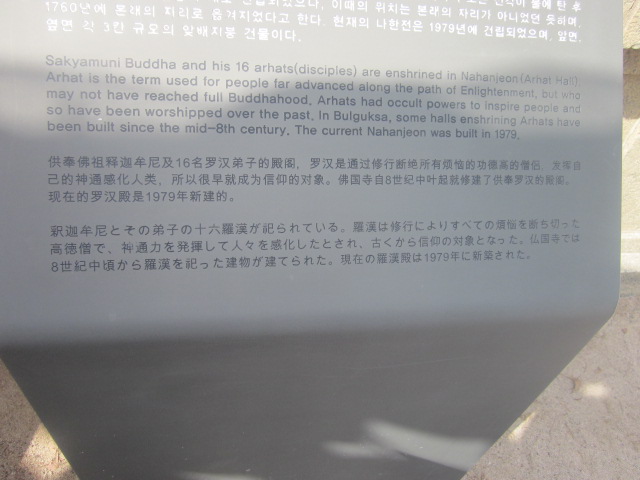 1760년에 본래의 자리로 옮겨지었다고 한다. 현재의 나한전은 1979년에 건립되었으며, 앞면,
옆면 각 3칸 규모의 맞배지붕 건물이다.
Sakyamuni Buddha and his 16 arhats(disciples) are enshrined in Nahanjeon(Arhat Hall).
Arhat is the term used for people far advanced along the path of Enlightenment, but who
may not have reached full Buddhahood. Arhats had occult powers to inspire people and
so have been worshipped over the past. In Bulguksa, some halls enshrining Arhats have
been built since the mid-8th century. The current Nahanjeon was built in 1979.
供奉佛祖释迦牟尼及16名罗汉弟子的殿阁，罗汉是通过修行断绝所有烦恼的功德高的僧侣，发挥自
己的神通感化人类，所以很早就成为信仰的对象。佛国寺自8世纪中叶起就修建了供奉罗汉的殿阁。
现在的罗汉殿是1979年新建的。
釈迦牟尼とその弟子の十六羅漢が祀られている。羅漢は修行によりすべての煩悩を断ち切った
高徳僧で、神通力を発揮して人々を感化したとされ、古くから信仰の対象となった。仏国寺では
8世紀中頃から羅漢を祀った建物が建てられた。現在の羅漢殿は1979年に新築された。